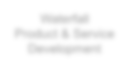 Waterfall
Product & Service
Development